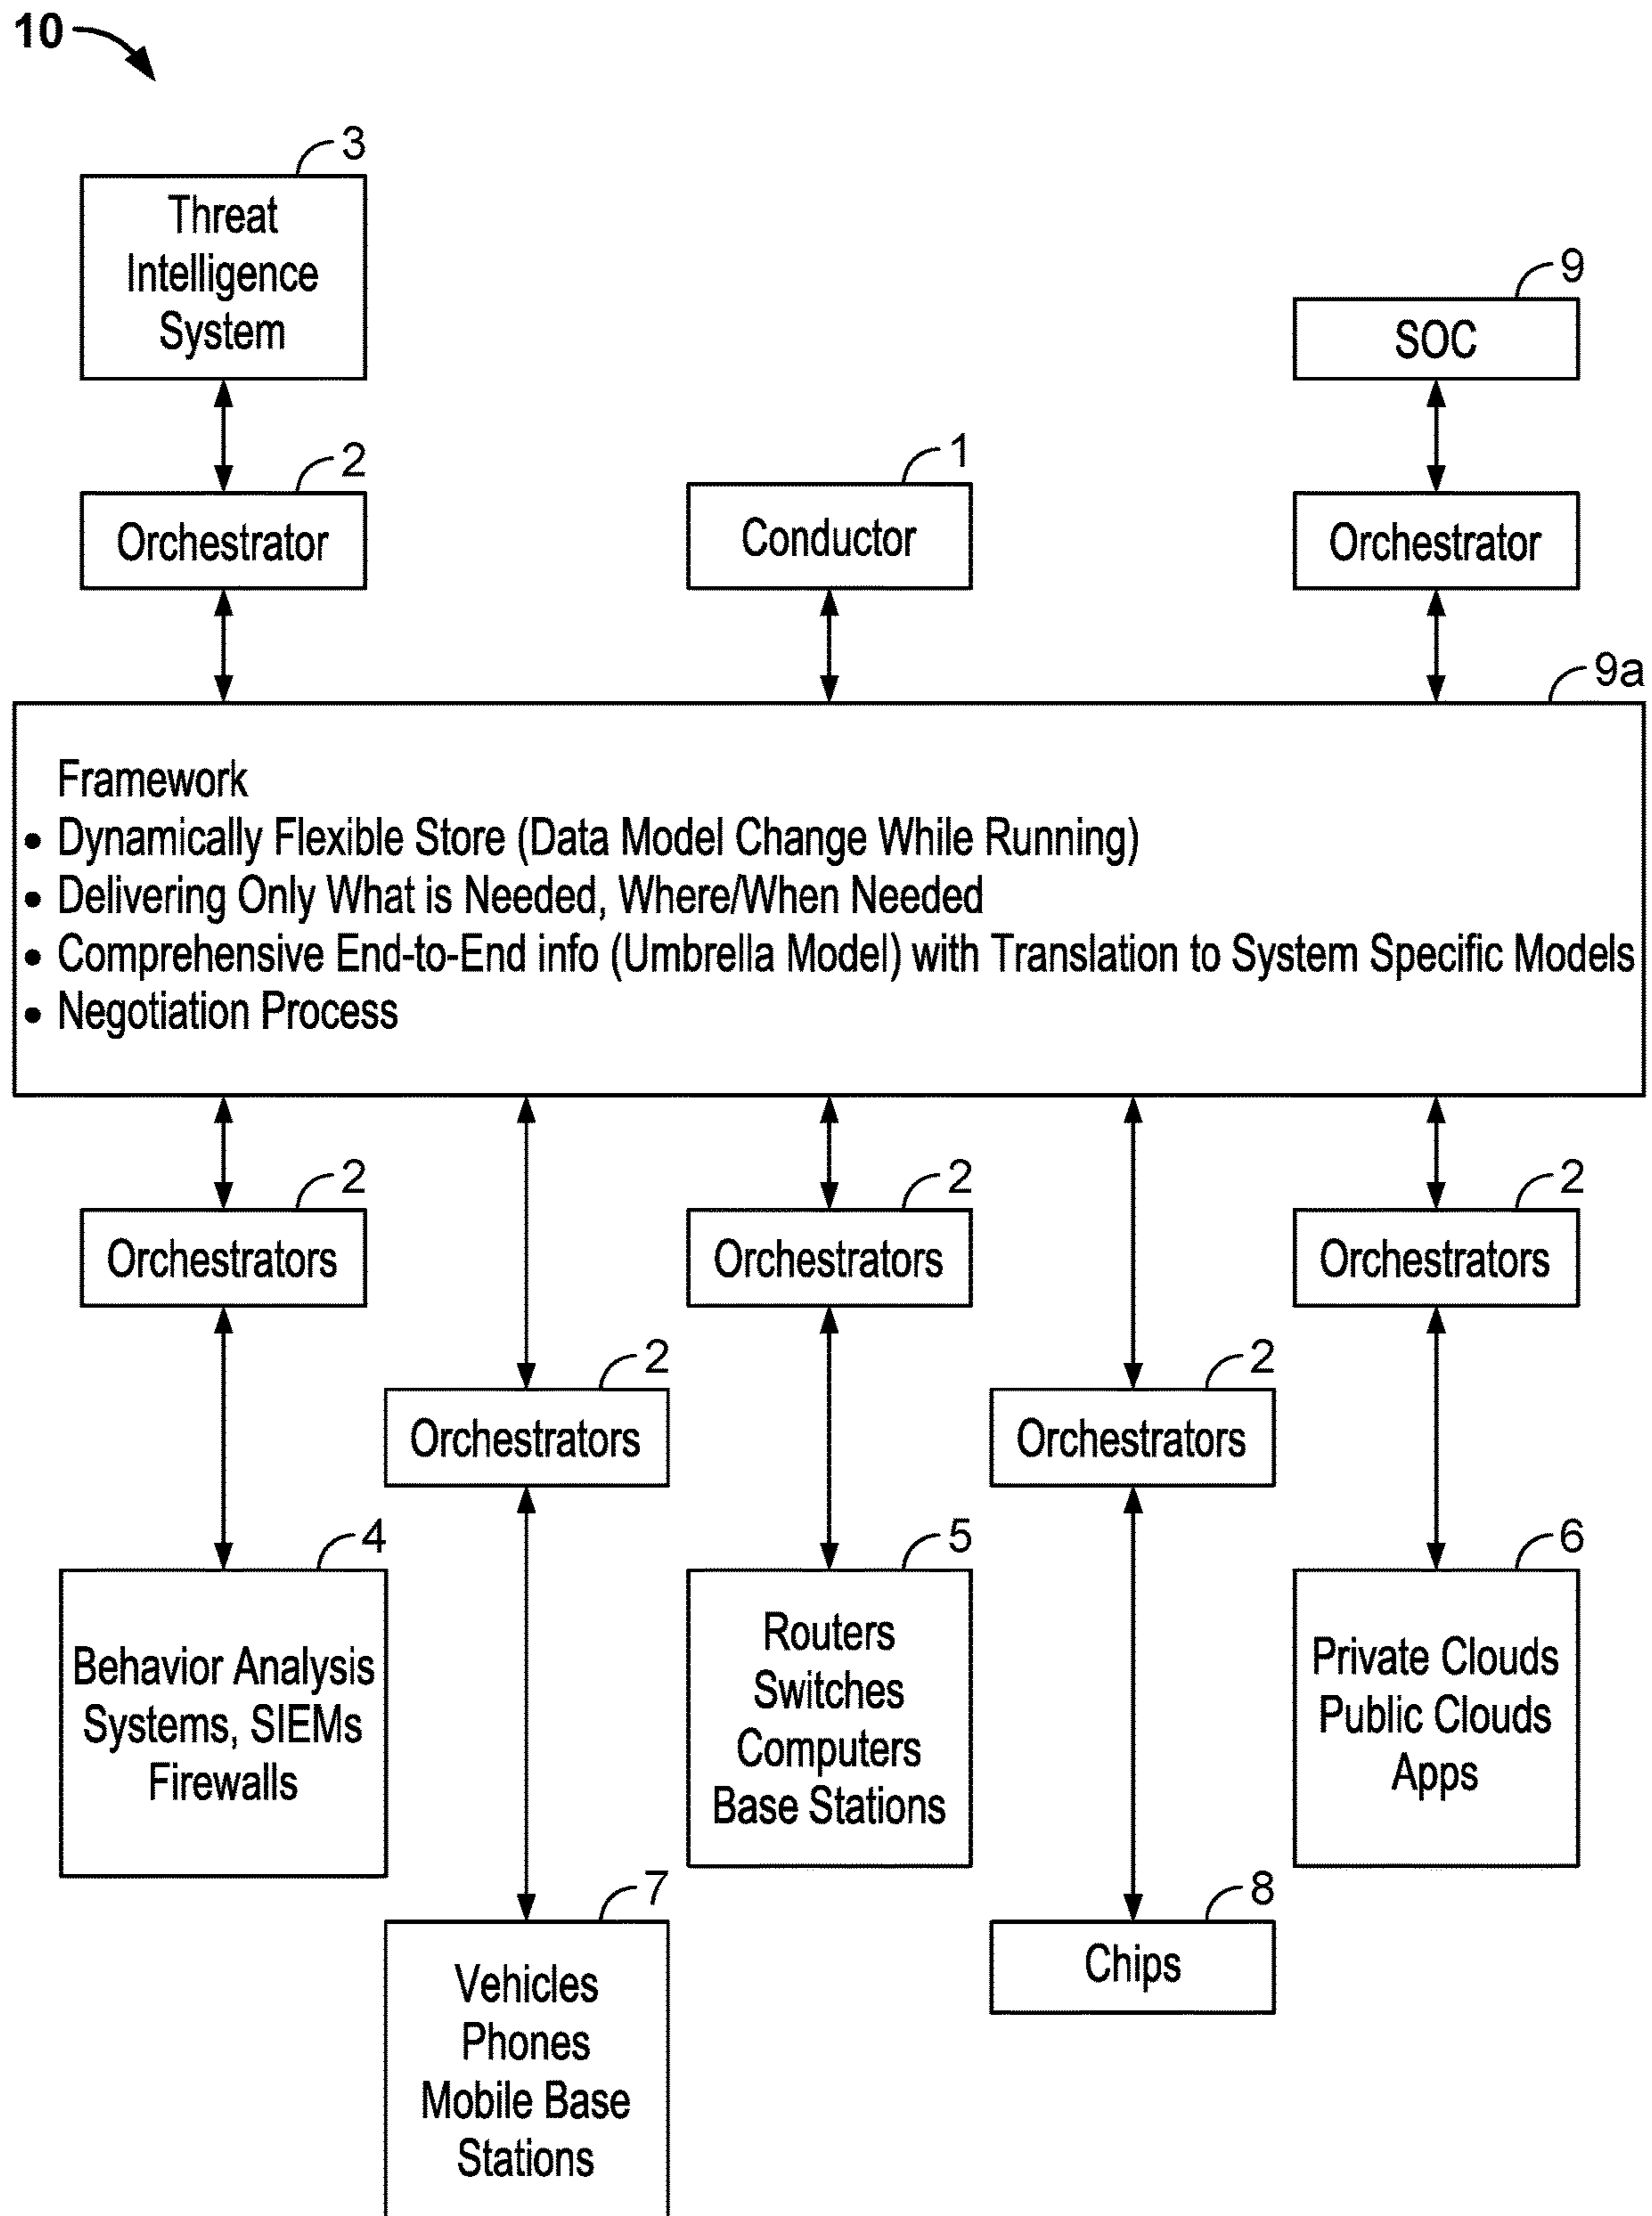 10
3
Threat
Intelligence
System
9
SOC
2
Orchestrator
1
Conductor
Orchestrator
9a
Framework
• Dynamically Flexible Store (Data Model Change While Running)
• Delivering Only What is Needed, Where/When Needed
• Comprehensive End-to-End info (Umbrella Model) with Translation to System Specific Models
• Negotiation Process
2
Orchestrators
2
Orchestrators
2
Orchestrators
2
Orchestrators
2
Orchestrators
4
Behavior Analysis
Systems, SIEMs
Firewalls
5
Routers
Switches
Computers
Base Stations
6
Private Clouds
Public Clouds
Apps
7
Vehicles
Phones
Mobile Base
Stations
8
Chips